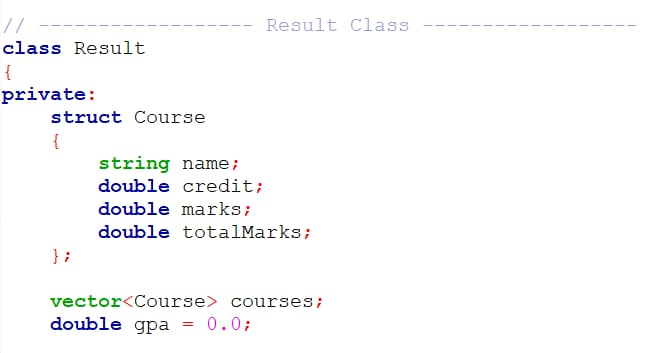 // ------------------ Result Class ------------------
class Result
{
private:
    struct Course
    {
        string name;
        double credit;
        double marks;
        double totalMarks;
    };

    vector<Course> courses;
    double gpa = 0.0;